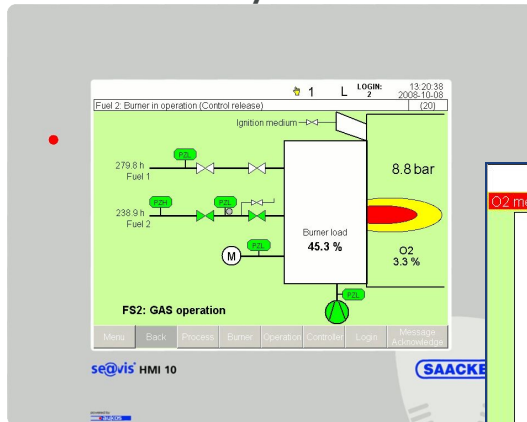 1 L LOGIN: 2 13:20:38 2008-10-08
Fuel 2: Burner in operation (Control release) (20)
Ignition medium
PZL
279.8 h
Fuel 1
8.8 bar
PZH PZL
238.9 h
Fuel 2
O2 me
Burner load
45.3 %
PZL
M
O2
3.3 %
PZL
FS2: GAS operation
Menu Back Process Burner Operation Controller Login Message Acknowledge
se@vis HMI 10
SAACKE